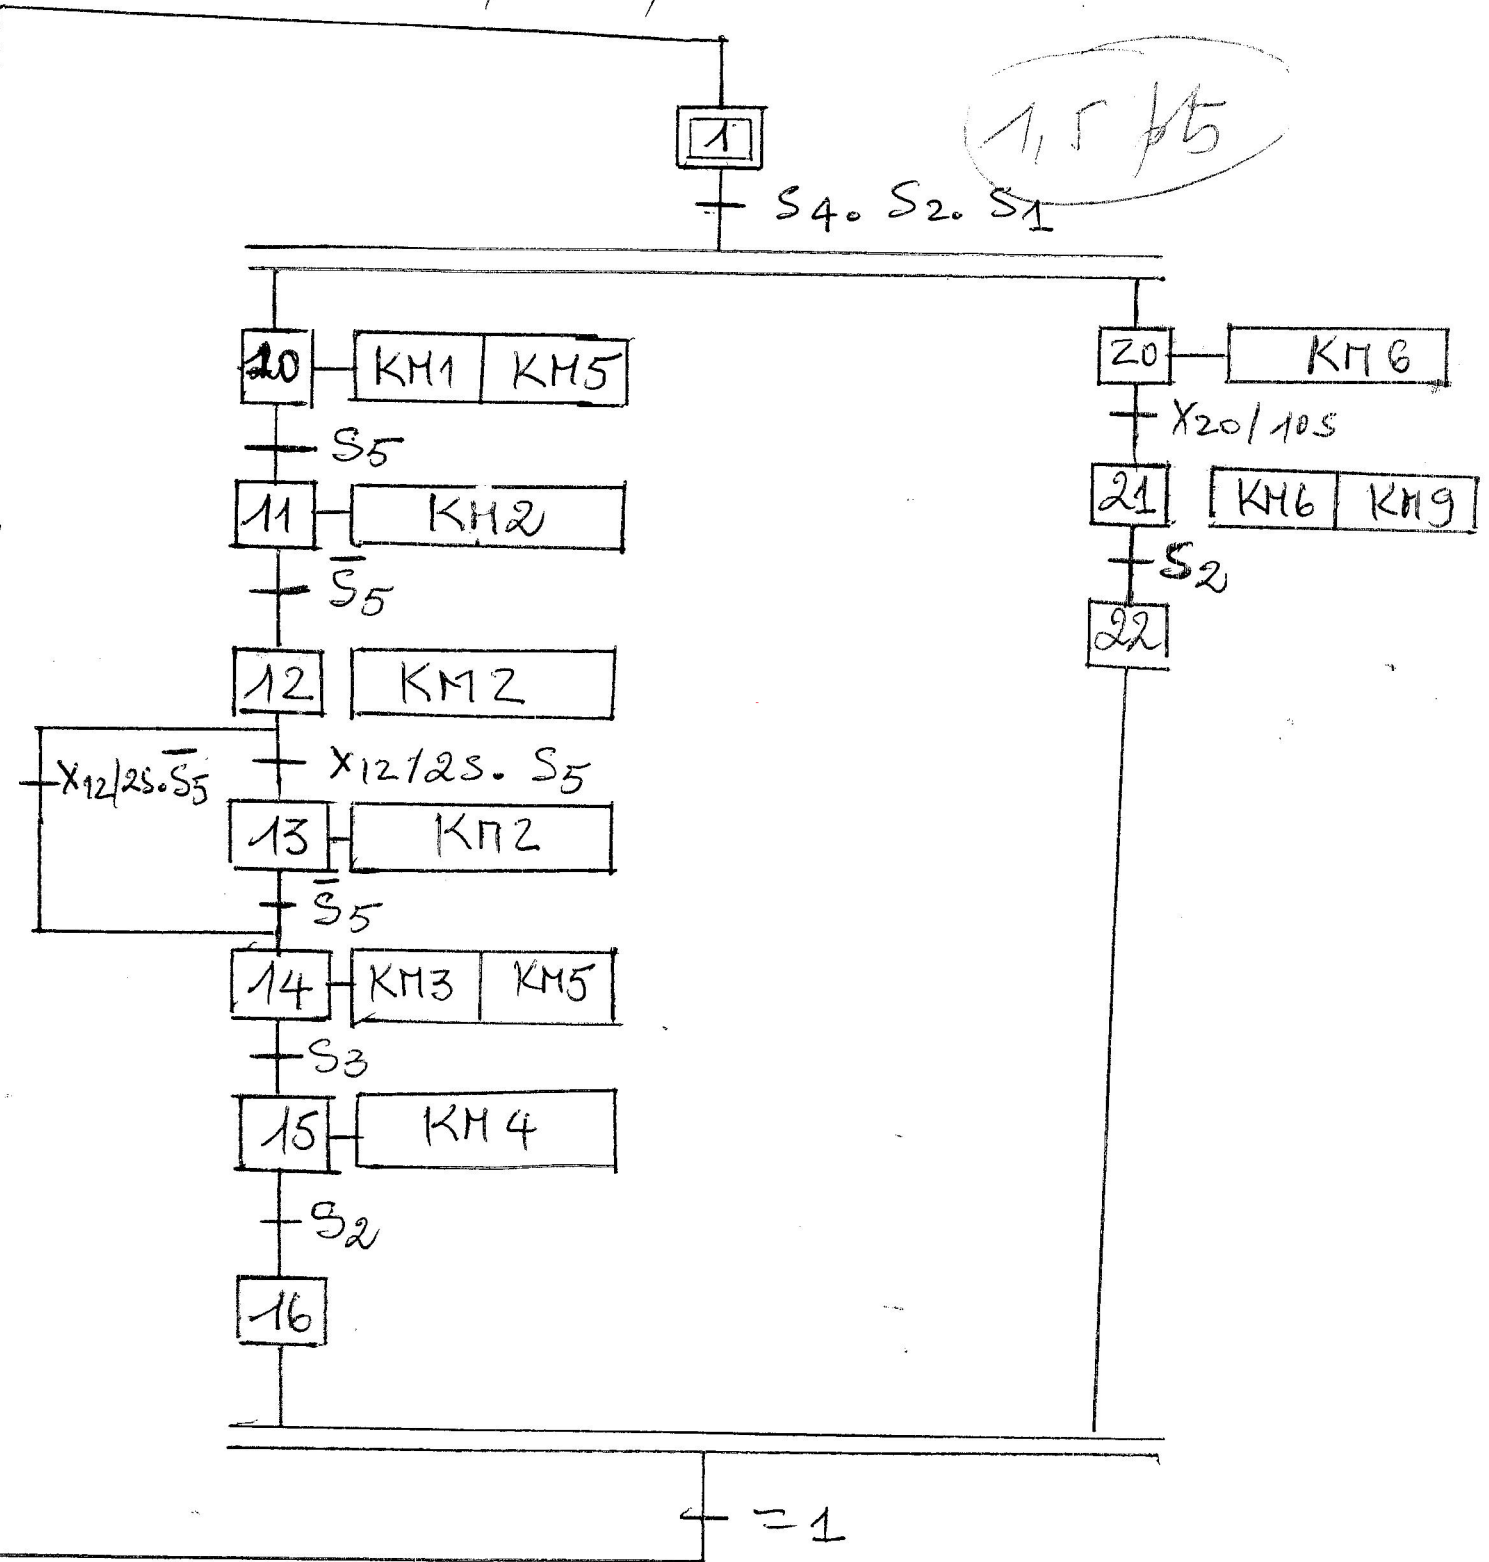 1
1,5 pts
S4. S2. S1
10 KM1 KM5
20 KM6
S5
X20/10s
11 KM2
21 KM6 KM9
S̅5
S2
12 KM2
22
X12/2s.S̅5
X12/2s. S5
13 KM2
S̅5
14 KM3 KM5
S3
15 KM4
S2
16
=1